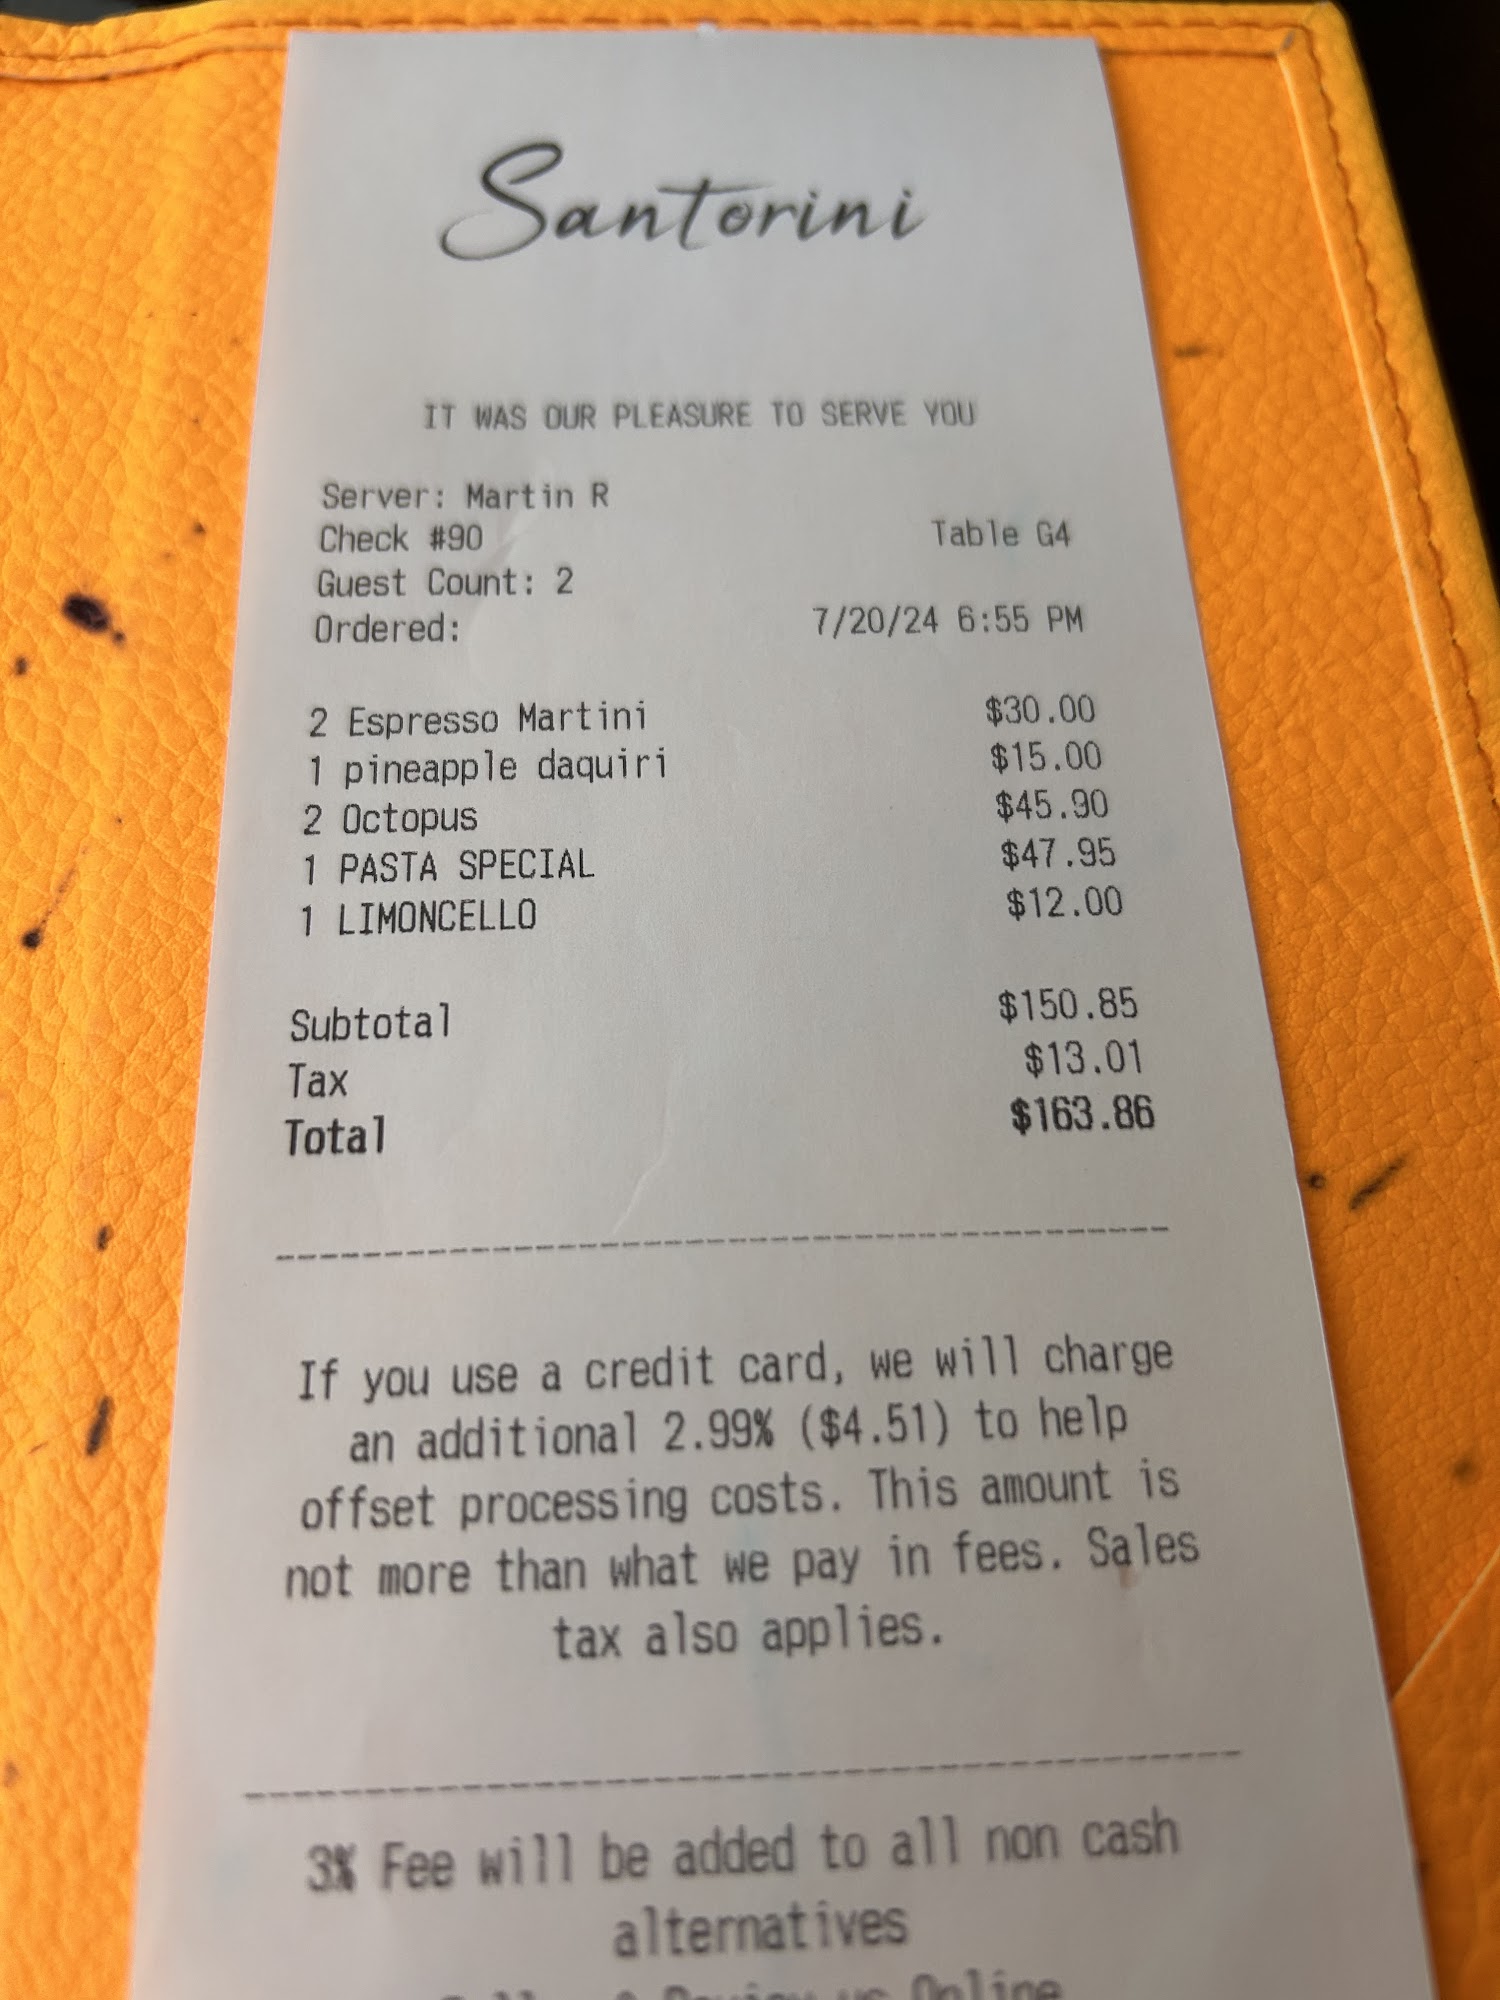 Santorini
IT WAS OUR PLEASURE TO SERVE YOU
Server: Martin R
Check #90 Table G4
Guest Count: 2
Ordered: 7/20/24 6:55 PM
2 Espresso Martini $30.00
1 pineapple daquiri $15.00
2 Octopus $45.90
1 PASTA SPECIAL $47.95
1 LIMONCELLO $12.00
Subtotal $150.85
Tax $13.01
Total $163.86
If you use a credit card, we will charge
an additional 2.99% ($4.51) to help
offset processing costs. This amount is
not more than what we pay in fees. Sales
tax also applies.
3% Fee will be added to all non cash
alternatives
Review us Online